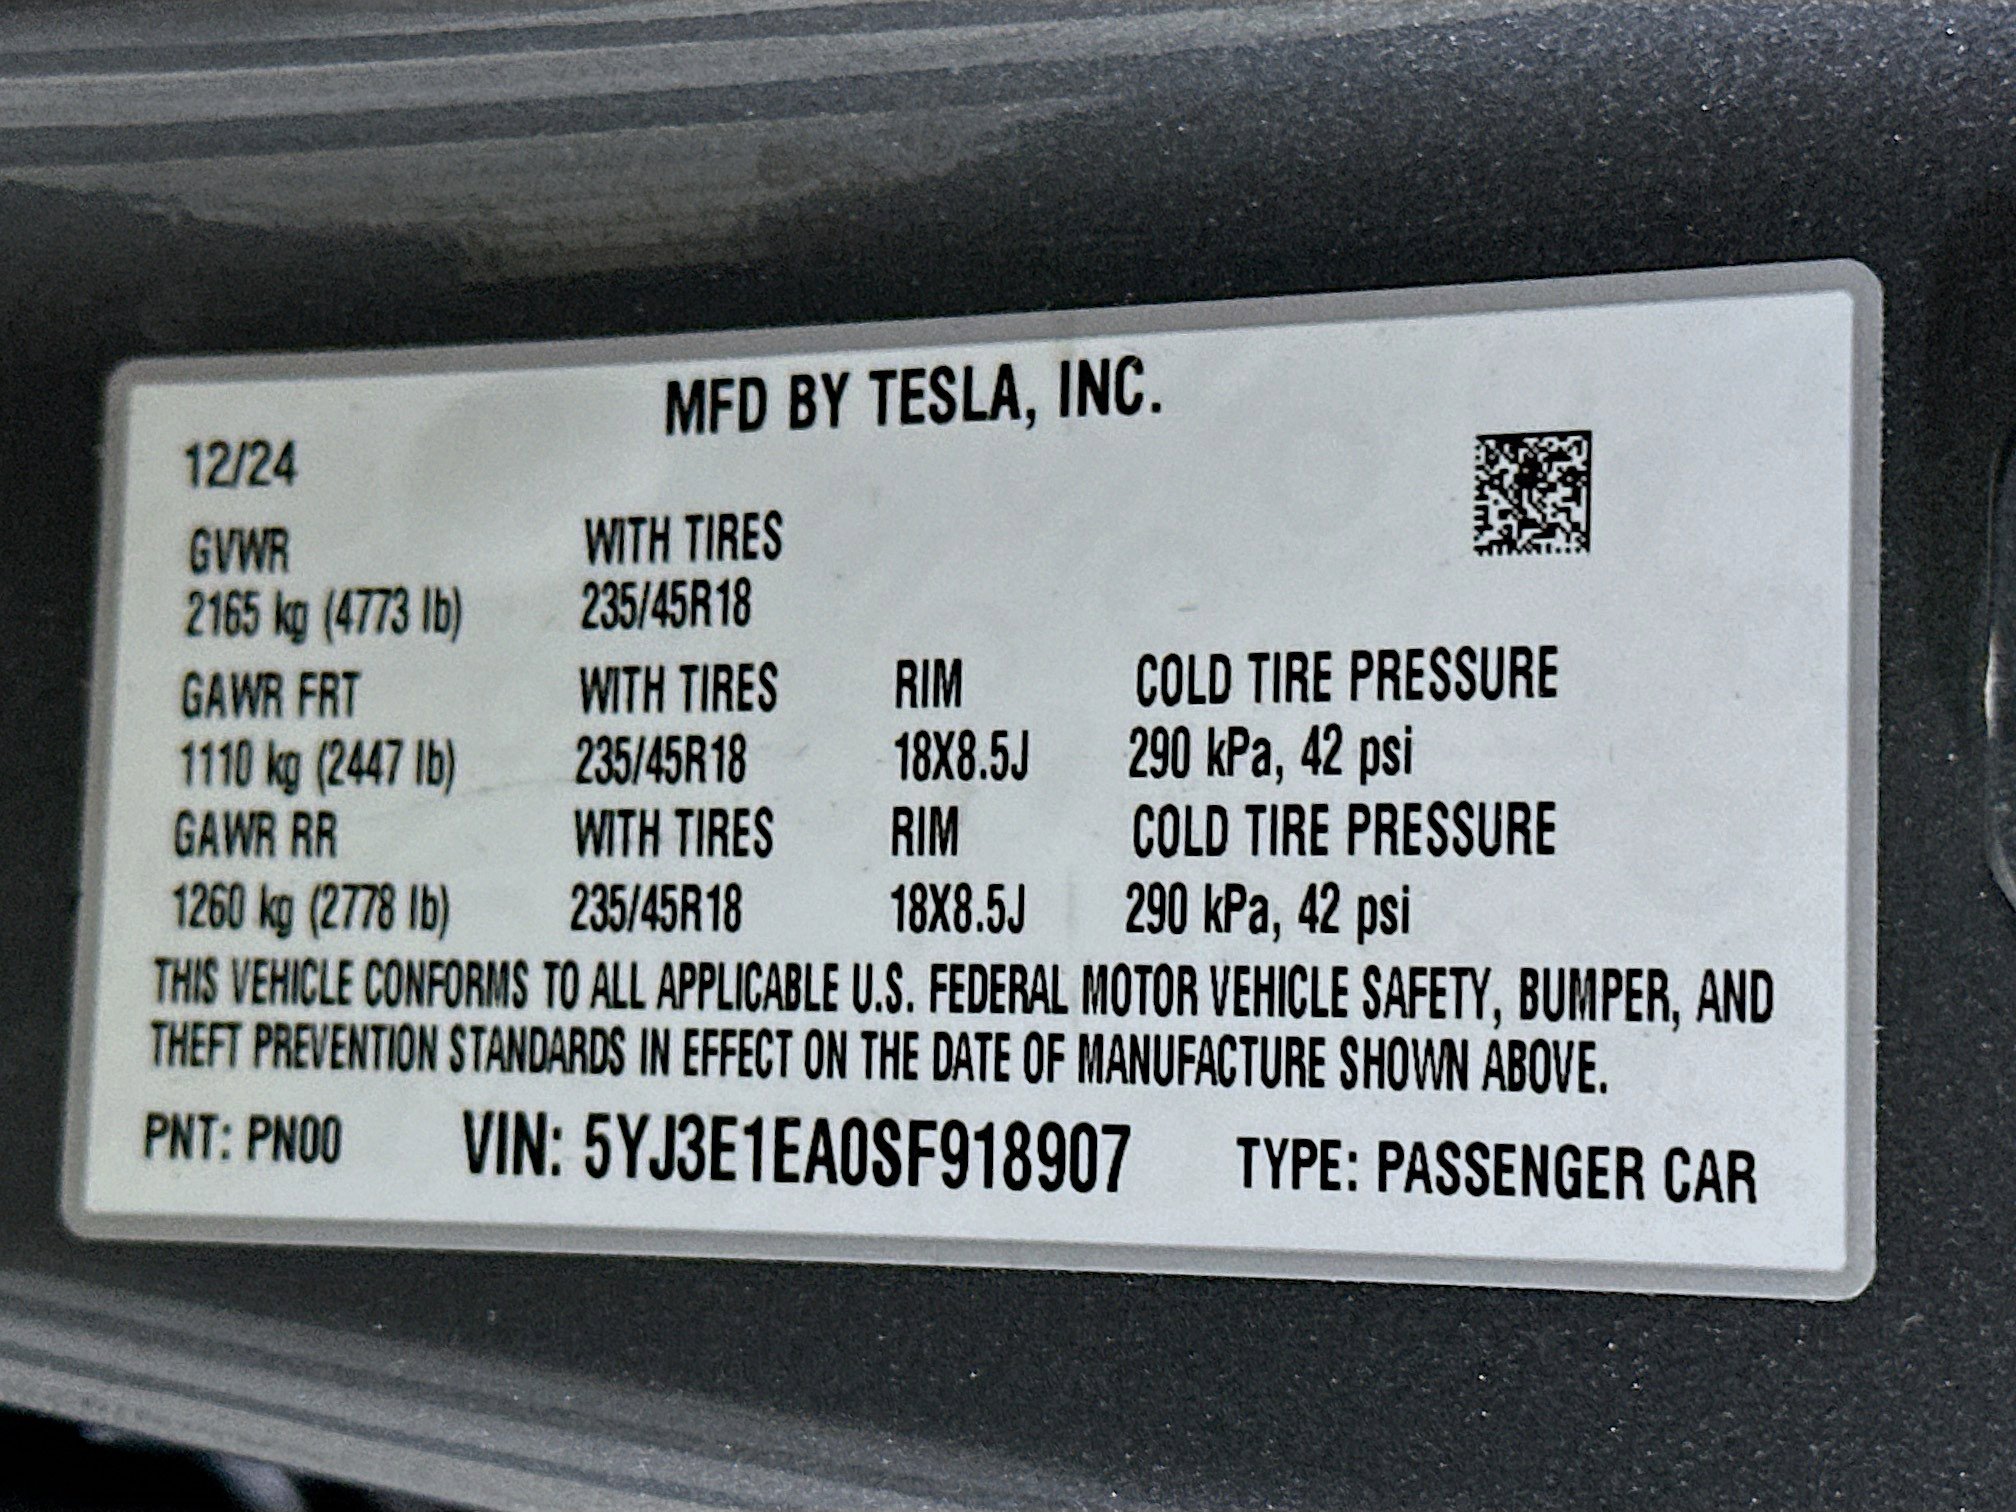 MFD BY TESLA, INC.
12/24
GVWR WITH TIRES
2165 kg (4773 lb) 235/45R18
GAWR FRT WITH TIRES RIM COLD TIRE PRESSURE
1110 kg (2447 lb) 235/45R18 18X8.5J 290 kPa, 42 psi
GAWR RR WITH TIRES RIM COLD TIRE PRESSURE
1260 kg (2778 lb) 235/45R18 18X8.5J 290 kPa, 42 psi
THIS VEHICLE CONFORMS TO ALL APPLICABLE U.S. FEDERAL MOTOR VEHICLE SAFETY, BUMPER, AND
THEFT PREVENTION STANDARDS IN EFFECT ON THE DATE OF MANUFACTURE SHOWN ABOVE.
PNT: PN00 VIN: 5YJ3E1EA0SF918907 TYPE: PASSENGER CAR